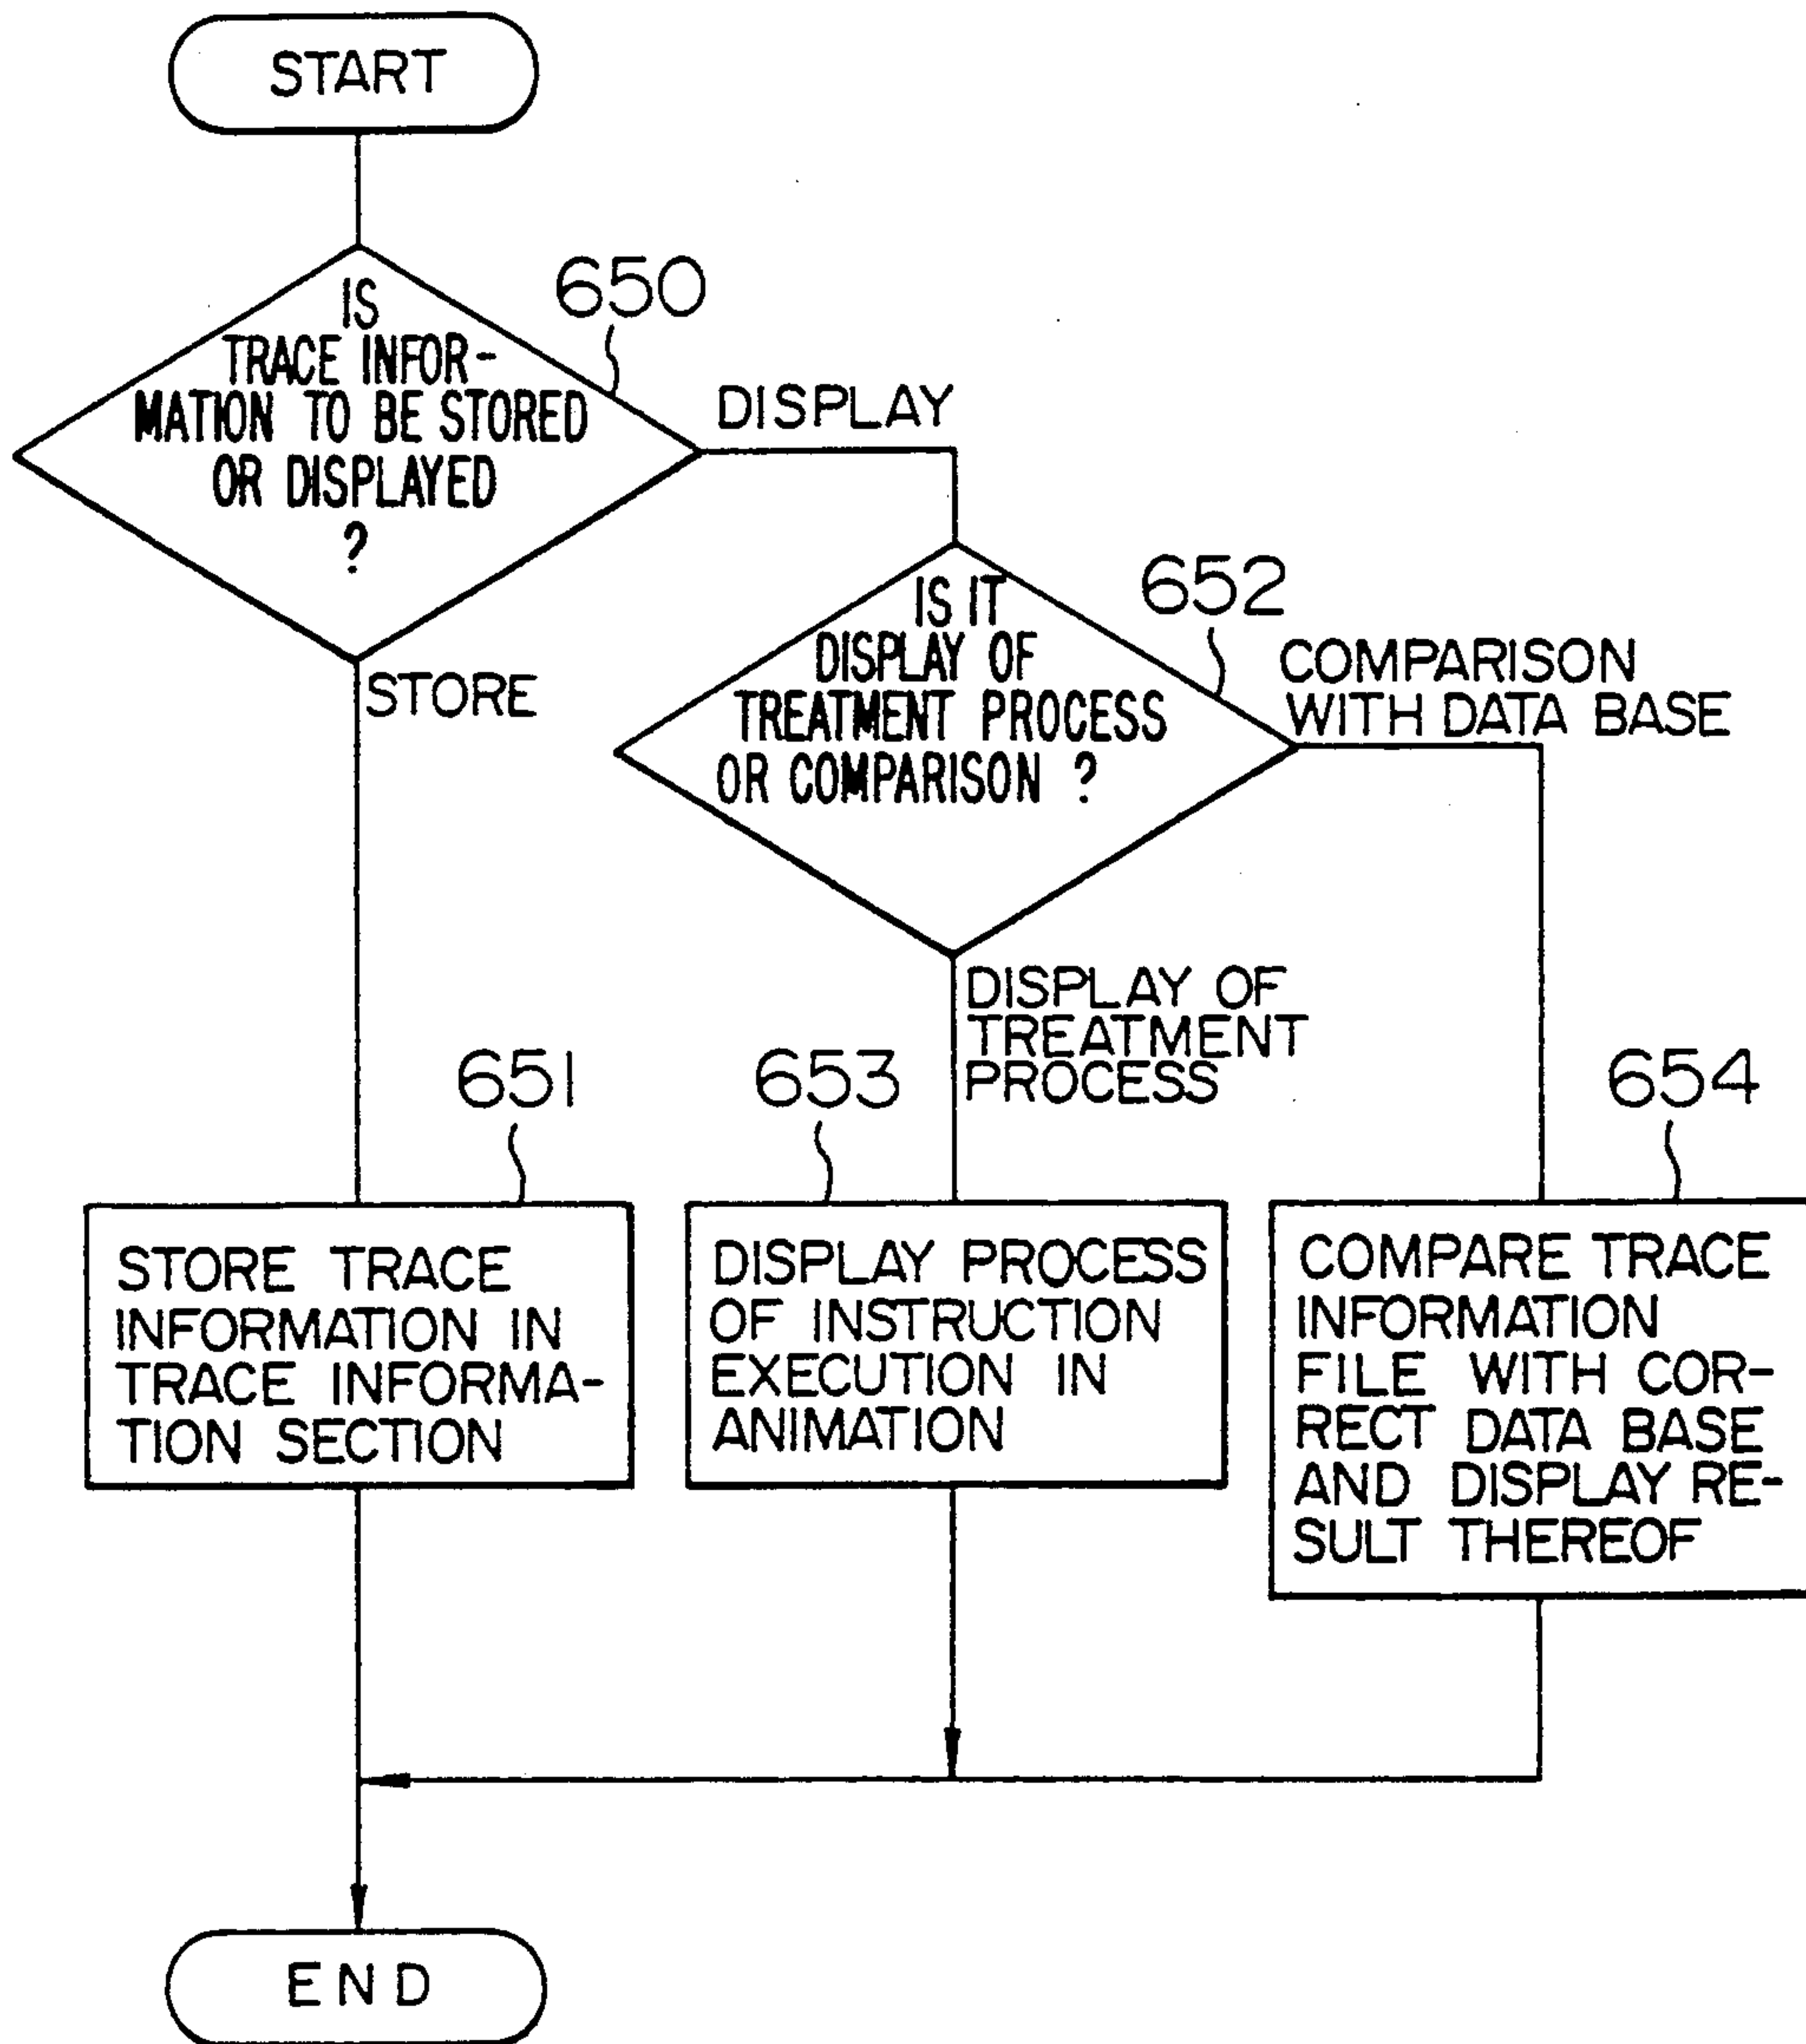 START
650
IS
TRACE INFOR-
MATION TO BE STORED
OR DISPLAYED
?
DISPLAY
STORE
652
IS IT
DISPLAY OF
TREATMENT PROCESS
OR COMPARISON ?
COMPARISON
WITH DATA BASE
DISPLAY OF
TREATMENT
PROCESS
651
STORE TRACE
INFORMATION IN
TRACE INFORMA-
TION SECTION
653
DISPLAY PROCESS
OF INSTRUCTION
EXECUTION IN
ANIMATION
654
COMPARE TRACE
INFORMATION
FILE WITH COR-
RECT DATA BASE
AND DISPLAY RE-
SULT THEREOF
END